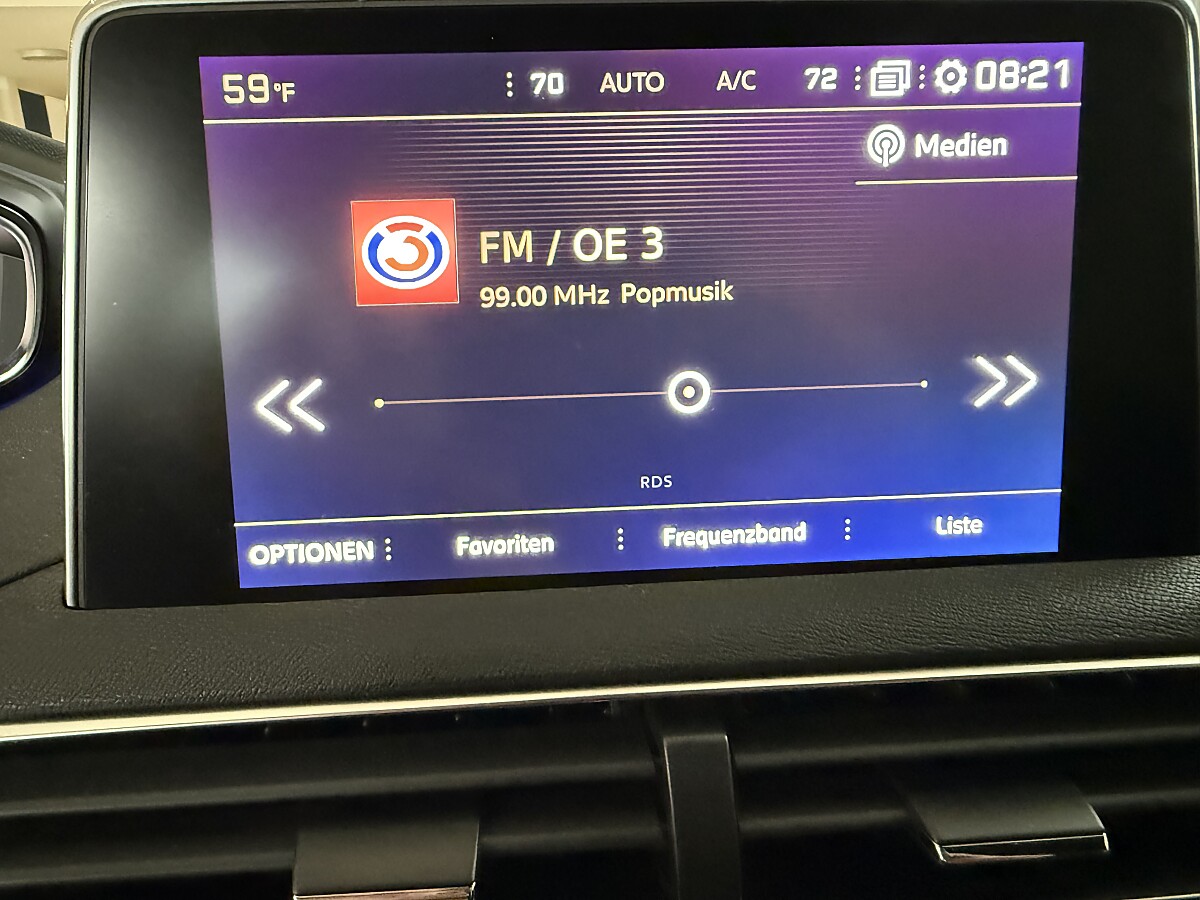 59°F 70 AUTO A/C 72 08:21
Medien
3
FM / OE 3
99.00 MHz Popmusik
RDS
OPTIONEN Favoriten Frequenzband Liste